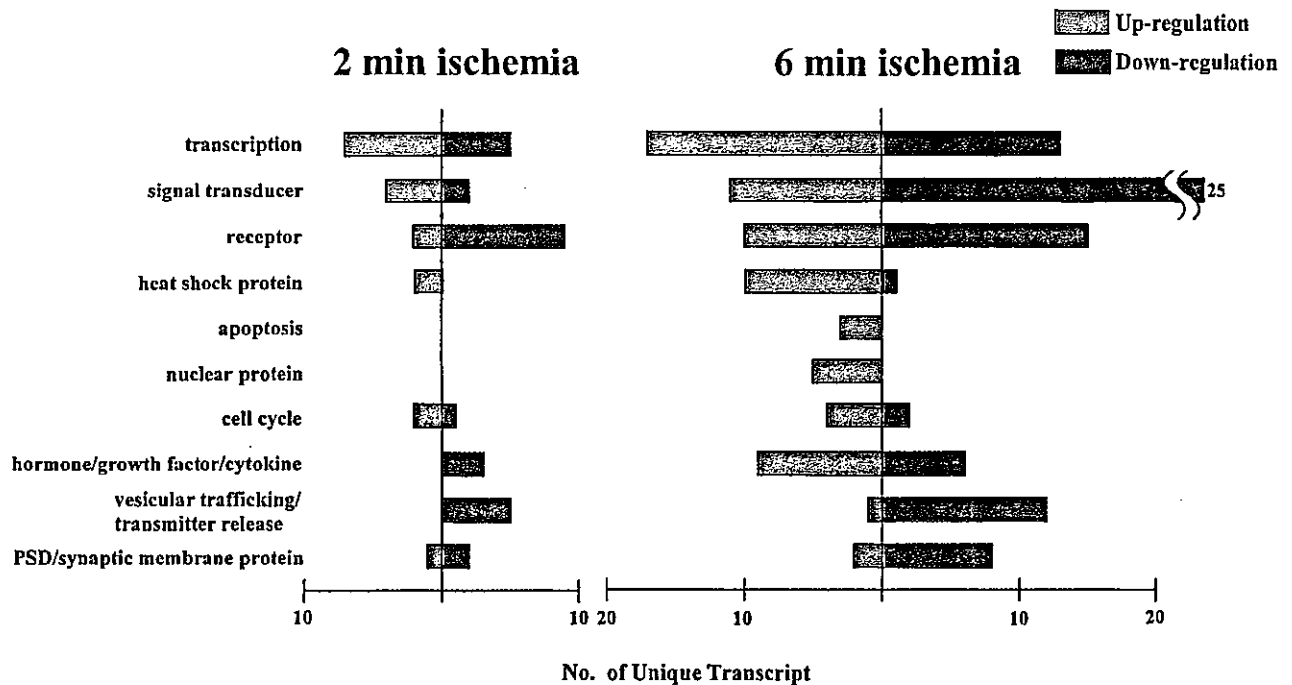 Up-regulation
Down-regulation
2 min ischemia
6 min ischemia
transcription
signal transducer
25
receptor
heat shock protein
apoptosis
nuclear protein
cell cycle
hormone/growth factor/cytokine
vesicular trafficking/
transmitter release
PSD/synaptic membrane protein
10 10 20 10 10 20
No. of Unique Transcript